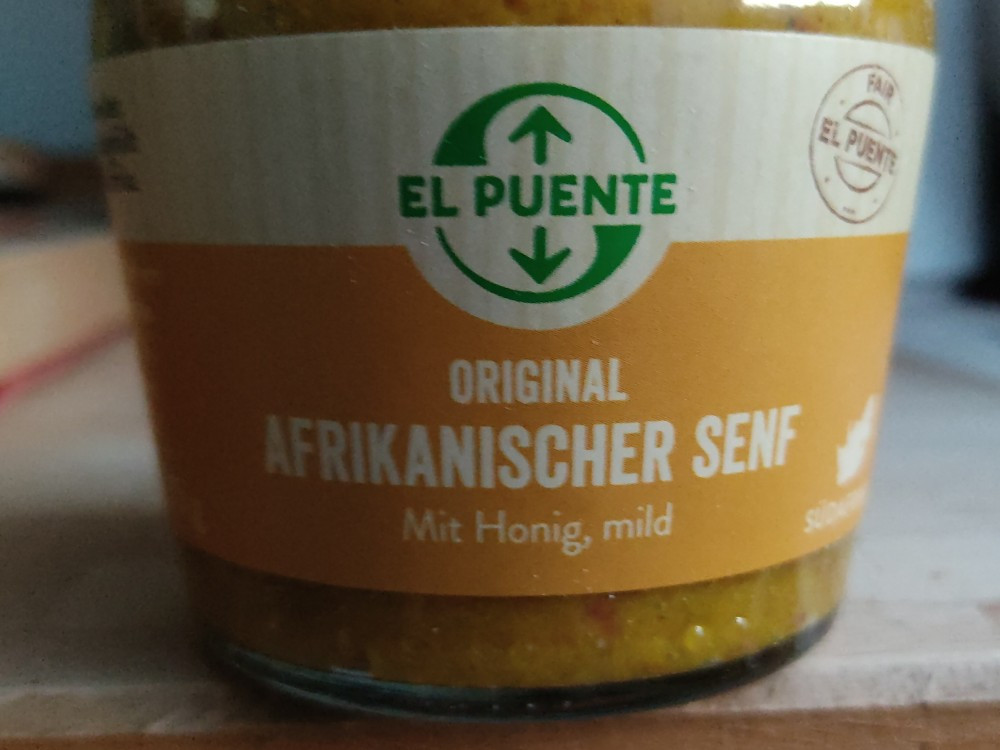 EL PUENTE
FAIR
EL PUENTE
ORIGINAL
AFRIKANISCHER SENF
Mit Honig, mild